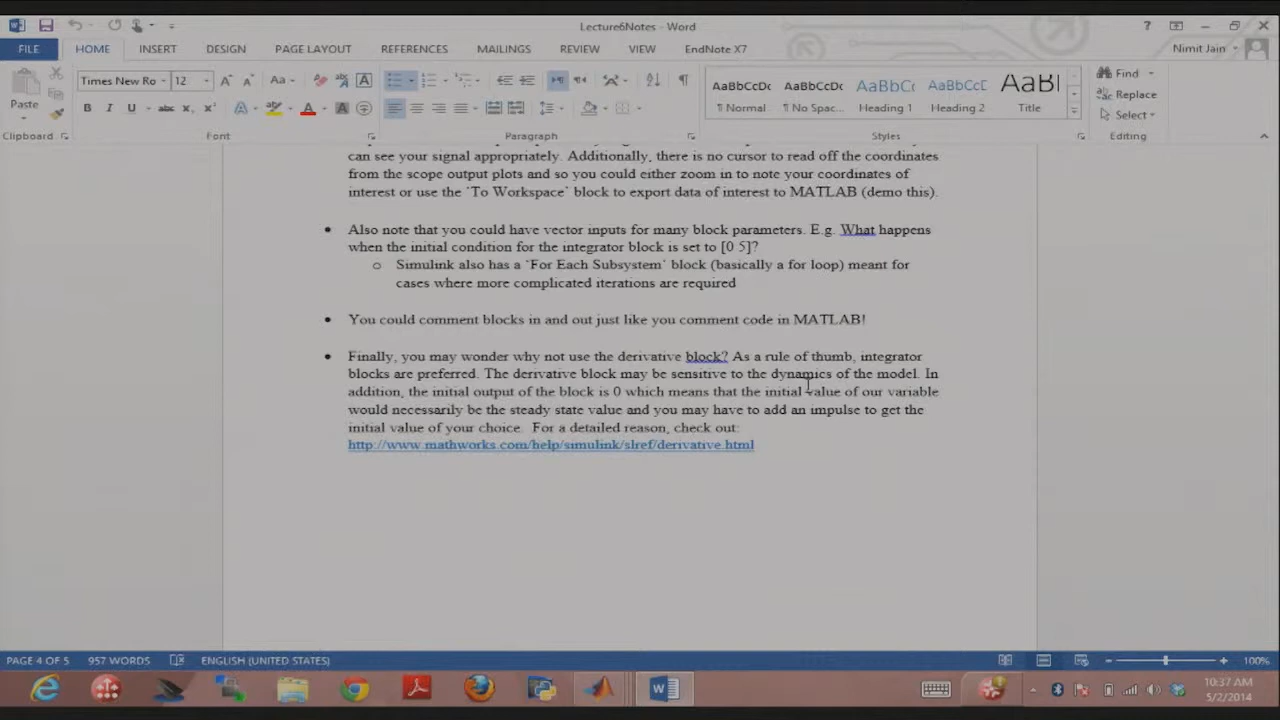 Lecture6Notes - Word
FILE HOME INSERT DESIGN PAGE LAYOUT REFERENCES MAILINGS REVIEW VIEW EndNote X7 Nimit Jain
Times New Ro 12 Aa
Paste
B I U abc X₂ X² A A
AaBbCcDc AaBbCcDc AaBbCc AaBbCcD AaBl
¶ Normal ¶ No Spac... Heading 1 Heading 2 Title
Find
Replace
Select
Clipboard Font Paragraph Styles Editing
can see your signal appropriately. Additionally, there is no cursor to read off the coordinates
from the scope output plots and so you could either zoom in to note your coordinates of
interest or use the 'To Workspace' block to export data of interest to MATLAB (demo this).
• Also note that you could have vector inputs for many block parameters. E.g. What happens
when the initial condition for the integrator block is set to [0 5]?
o Simulink also has a 'For Each Subsystem' block (basically a for loop) meant for
cases where more complicated iterations are required
• You could comment blocks in and out just like you comment code in MATLAB!
• Finally, you may wonder why not use the derivative block? As a rule of thumb, integrator
blocks are preferred. The derivative block may be sensitive to the dynamics of the model. In
addition, the initial output of the block is 0 which means that the initial value of our variable
would necessarily be the steady state value and you may have to add an impulse to get the
initial value of your choice. For a detailed reason, check out:
http://www.mathworks.com/help/simulink/slref/derivative.html
PAGE 4 OF 5 957 WORDS ENGLISH (UNITED STATES) 100%
10:37 AM
5/2/2014